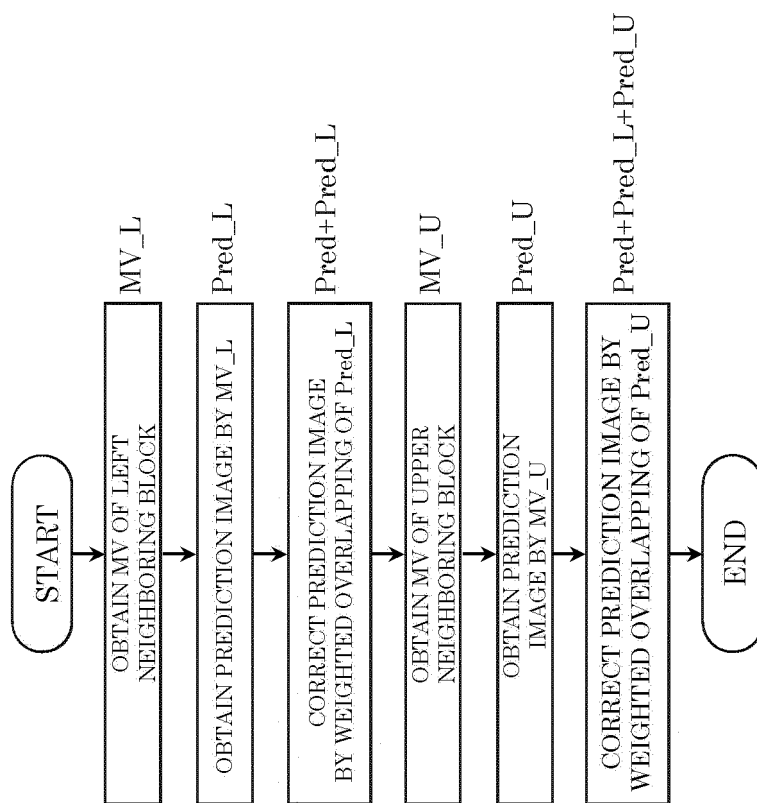 START
OBTAIN MV OF LEFT
NEIGHBORING BLOCK
MV_L
OBTAIN PREDICTION IMAGE BY MV_L
Pred_L
CORRECT PREDICTION IMAGE
BY WEIGHTED OVERLAPPING OF Pred_L
Pred+Pred_L
OBTAIN MV OF UPPER
NEIGHBORING BLOCK
MV_U
OBTAIN PREDICTION
IMAGE BY MV_U
Pred_U
CORRECT PREDICTION IMAGE BY
WEIGHTED OVERLAPPING OF Pred_U
Pred+Pred_L+Pred_U
END